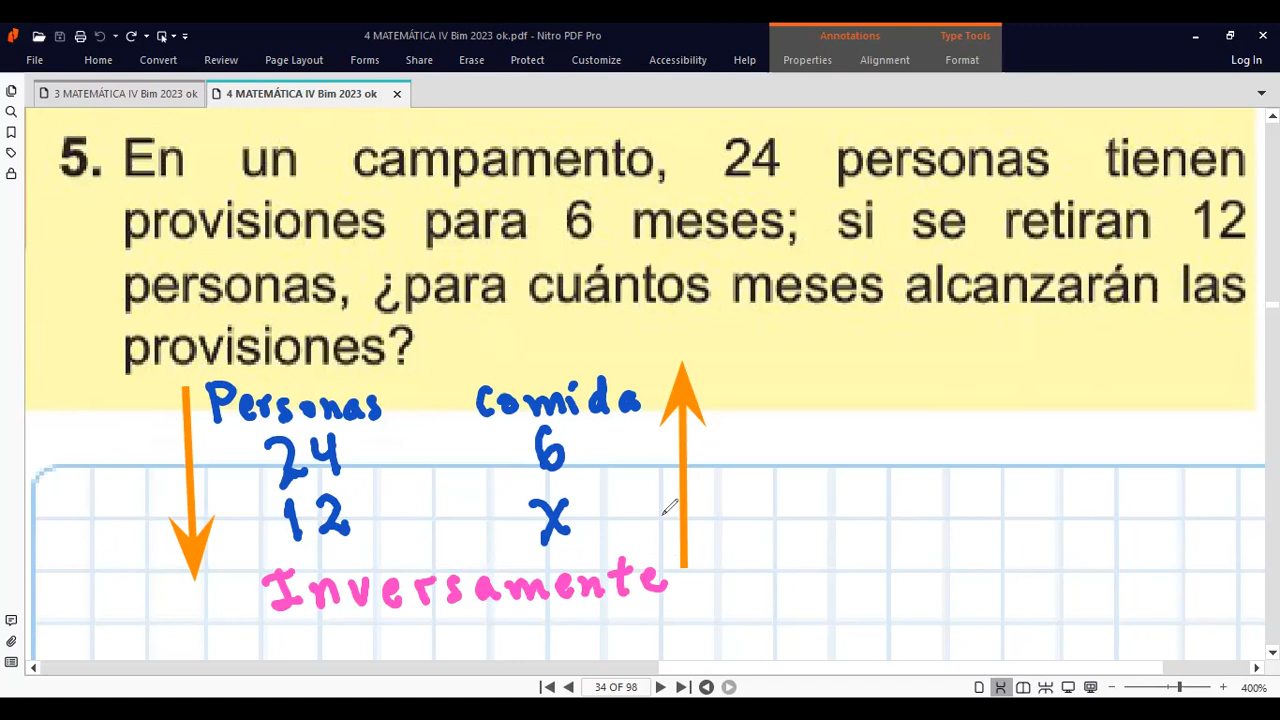 4 MATEMÁTICA IV Bim 2023 ok.pdf - Nitro PDF Pro
Annotations
Type Tools
File Home Convert Review Page Layout Forms Share Erase Protect Customize Accessibility Help Properties Alignment Format Log In
3 MATEMÁTICA IV Bim 2023 ok
4 MATEMÁTICA IV Bim 2023 ok
5. En un campamento, 24 personas tienen
provisiones para 6 meses; si se retiran 12
personas, ¿para cuántos meses alcanzarán las
provisiones?
Personas Comida
24 6
12 x
Inversamente
34 OF 98
400%